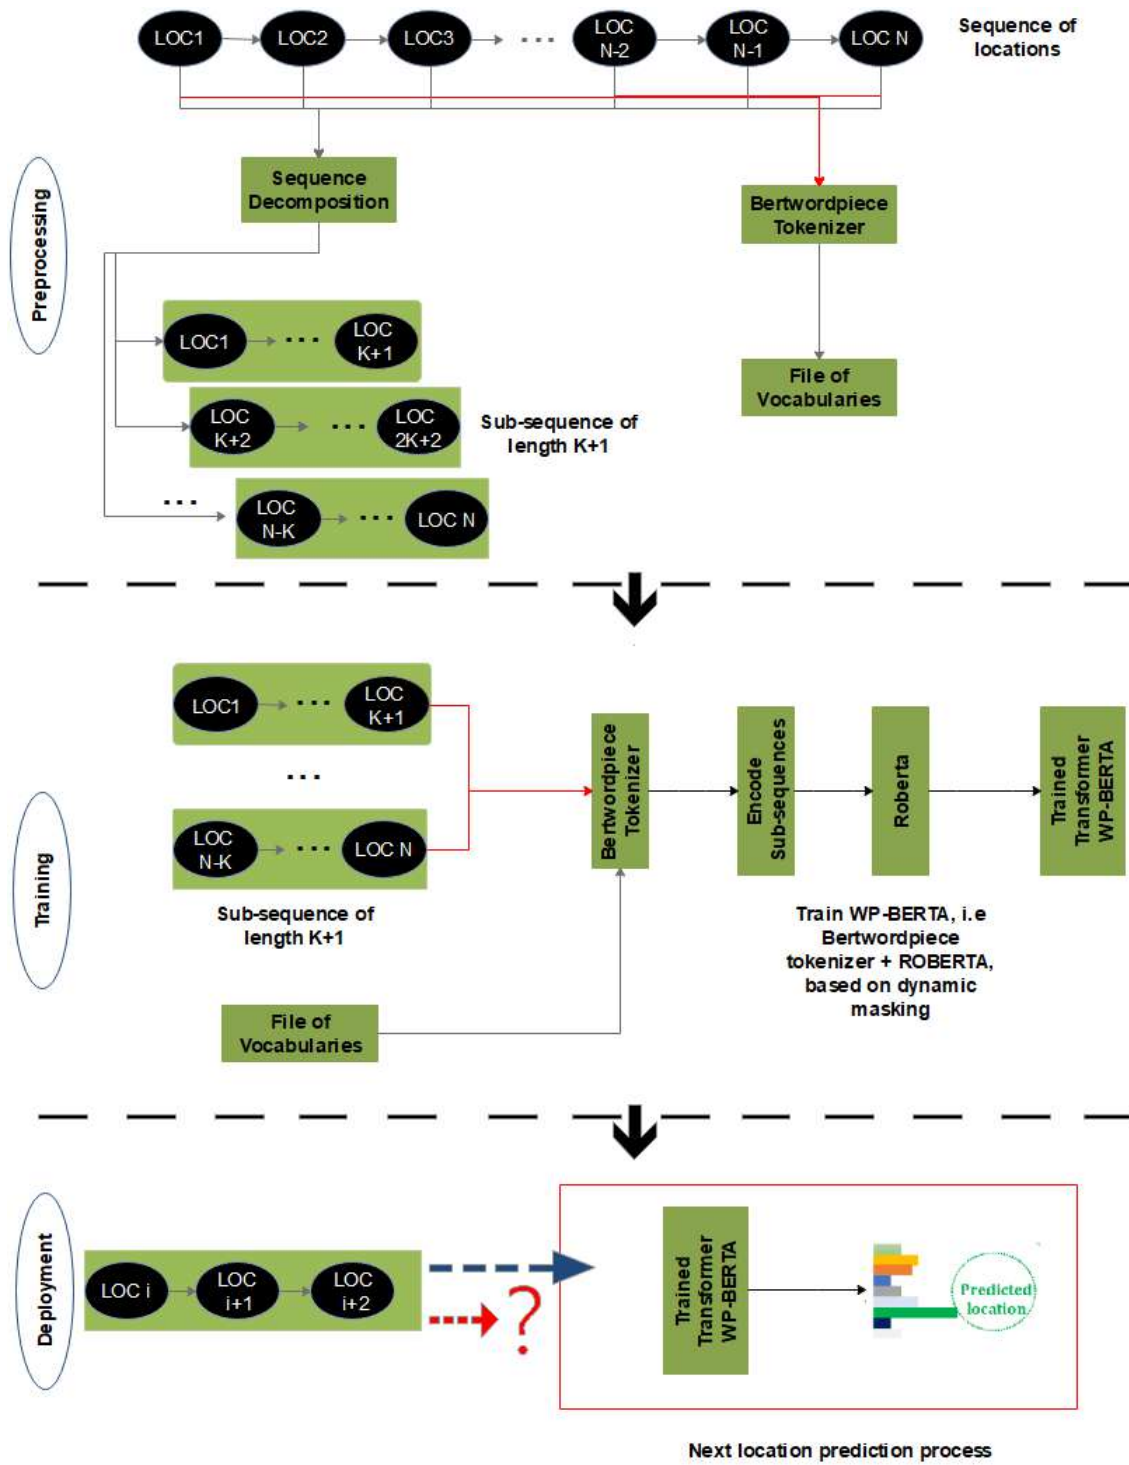 LOC1
LOC2
LOC3
...
LOC
N-2
LOC
N-1
LOC N
Sequence of
locations
Preprocessing
Sequence
Decomposition
Bertwordpiece
Tokenizer
LOC1
...
LOC
K+1
File of
Vocabularies
LOC
K+2
...
LOC
2K+2
Sub-sequence of
length K+1
...
LOC
N-K
...
LOC N
Training
LOC1
...
LOC
K+1
...
LOC
N-K
...
LOC N
Sub-sequence of
length K+1
File of
Vocabularies
Bertwordpiece
Tokenizer
Encode
Sub-sequences
Roberta
Trained
Transformer
WP-BERTA
Train WP-BERTA, i.e
Bertwordpiece
tokenizer + ROBERTA,
based on dynamic
masking
Deployment
LOC i
LOC
i+1
LOC
i+2
?
Trained
Transformer
WP-BERTA
Predicted
location
Next location prediction process